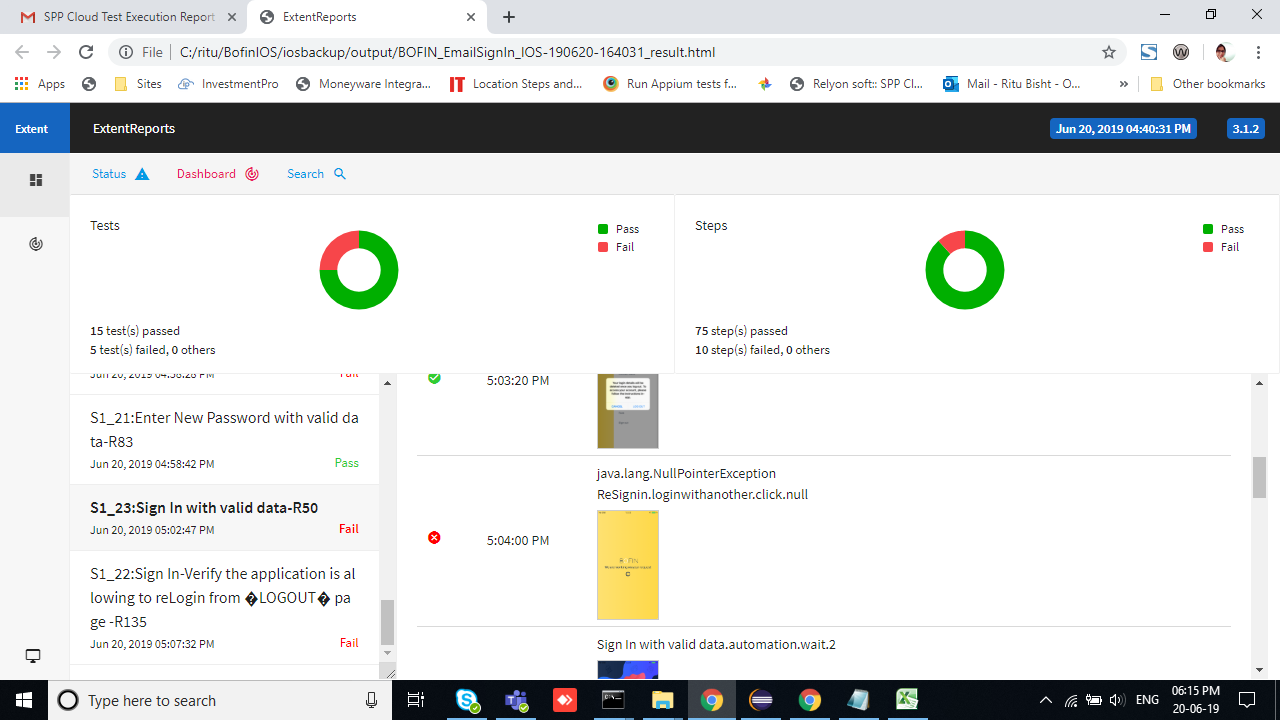 SPP Cloud Test Execution Report
ExtentReports
File
C:/ritu/BofinIOS/iosbackup/output/BOFIN_EmailSignIn_IOS-190620-164031_result.html
Apps
Sites
InvestmentPro
Moneyware Integra...
IT
Location Steps and...
Run Appium tests f...
Relyon soft:: SPP Cl...
Mail - Ritu Bisht - O...
»
Other bookmarks
Extent
ExtentReports
Jun 20, 2019 04:40:31 PM
3.1.2
Status
Dashboard
Search
Tests
Pass
Fail
15 test(s) passed
5 test(s) failed, 0 others
Steps
Pass
Fail
75 step(s) passed
10 step(s) failed, 0 others
Jun 20, 2019 04:58:28 PM
Fail
S1_21:Enter New Password with valid da
ta-R83
Jun 20, 2019 04:58:42 PM
Pass
S1_23:Sign In with valid data-R50
Jun 20, 2019 05:02:47 PM
Fail
S1_22:Sign In-Verify the application is al
lowing to reLogin from �LOGOUT� pa
ge -R135
Jun 20, 2019 05:07:32 PM
Fail
5:03:20 PM
java.lang.NullPointerException
ReSignin.loginwithanother.click.null
5:04:00 PM
Sign In with valid data.automation.wait.2
Type here to search
ENG
06:15 PM
20-06-19